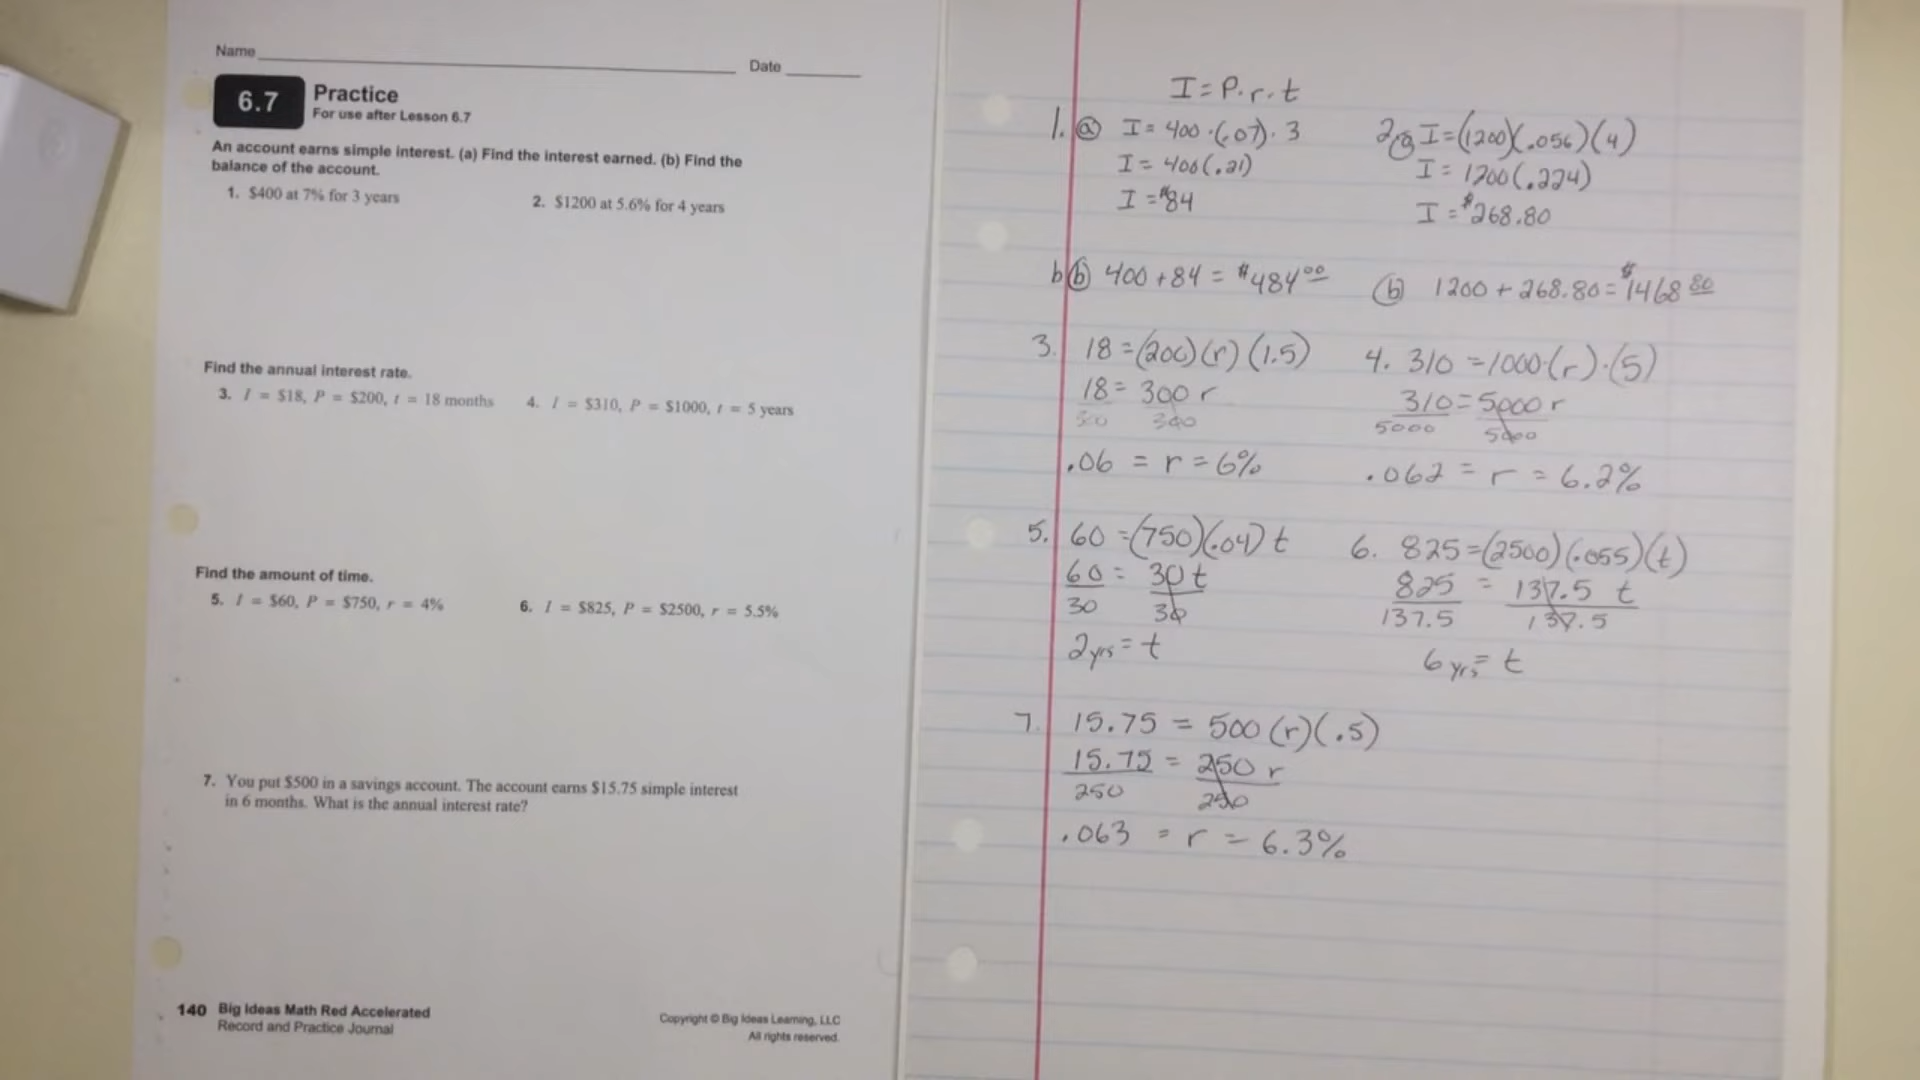 Name
Date
6.7
Practice
For use after Lesson 6.7
An account earns simple interest. (a) Find the interest earned. (b) Find the
balance of the account.
1. $400 at 7% for 3 years
2. $1200 at 5.6% for 4 years
Find the annual interest rate.
3. I = $18, P = $200, t = 18 months
4. I = $310, P = $1000, t = 5 years
Find the amount of time.
5. I = $60, P = $750, r = 4%
6. I = $825, P = $2500, r = 5.5%
7. You put $500 in a savings account. The account earns $15.75 simple interest
in 6 months. What is the annual interest rate?
140 Big Ideas Math Red Accelerated
Record and Practice Journal
Copyright © Big Ideas Learning, LLC
All rights reserved.
I = P. r. t
1. (a) I = 400 · (.07) · 3
I = 400 (.21)
I = $84
b (b) 400 + 84 = $484 00
2. (a) I = (1200)(.056)(4)
I = 1200 (.224)
I = $268.80
(b) 1200 + 268.80 = $1468 80
3. 18 = (200)(r)(1.5)
18 = 300 r
300 300
.06 = r = 6%
4. 310 = 1000 · (r) · (5)
310 = 5000 r
5000 5000
.062 = r = 6.2%
5. 60 = (750)(.04) t
60 = 30 t
30 30
2 yrs = t
6. 825 = (2500)(.055)(t)
825 = 137.5 t
137.5 137.5
6 yrs = t
7. 15.75 = 500 (r)(.5)
15.75 = 250 r
250 250
.063 = r = 6.3%